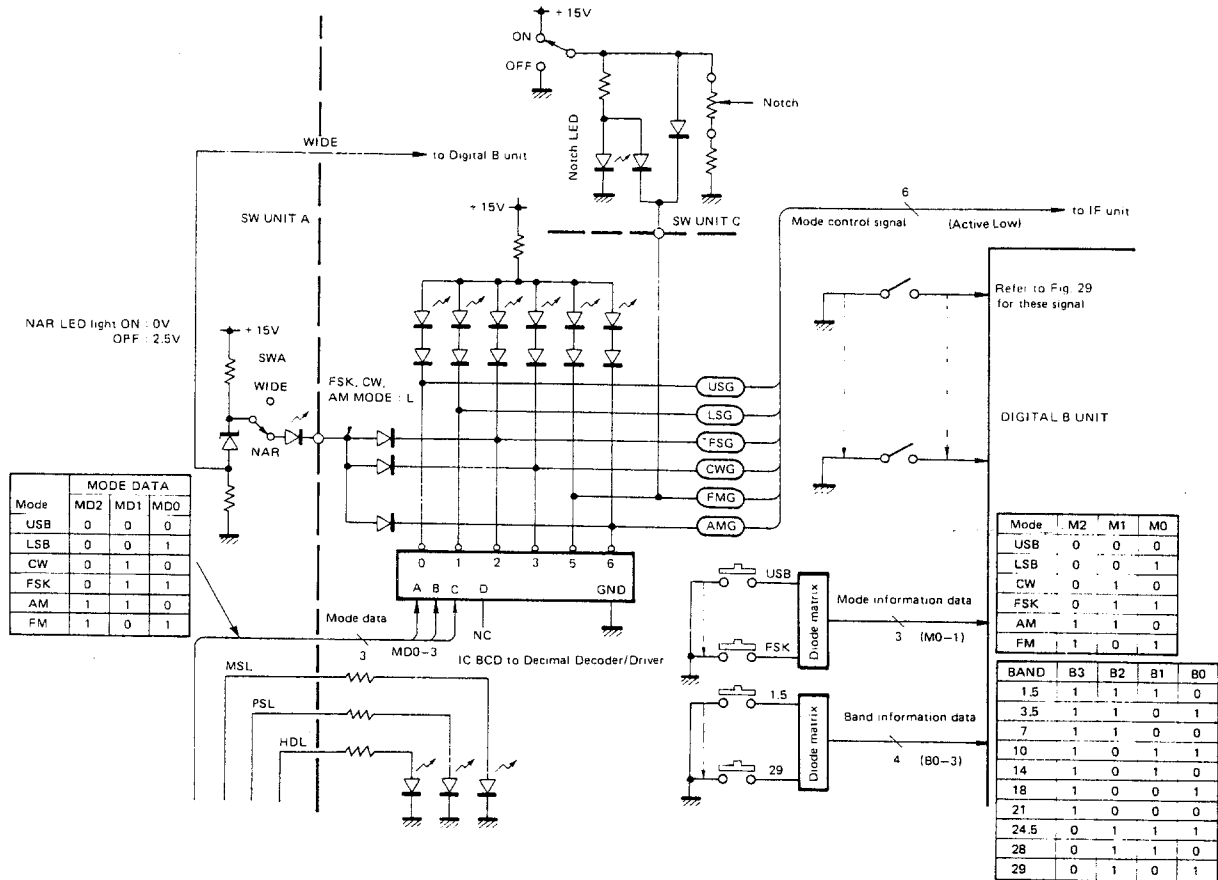 + 15V
ON
OFF
Notch
Notch LED
WIDE
to Digital B unit
SW UNIT A
+ 15V
SW UNIT C
6
Mode control signal
(Active Low)
to IF unit
Refer to Fig. 29
for these signal
NAR LED light ON : 0V
OFF : 2.5V
+ 15V
SWA
WIDE
NAR
FSK, CW,
AM MODE : L
USG
LSG
FSG
CWG
FMG
AMG
DIGITAL B UNIT
MODE DATA
Mode MD2 MD1 MD0
USB 0 0 0
LSB 0 0 1
CW 0 1 0
FSK 0 1 1
AM 1 1 0
FM 1 0 1
0 1 2 3 5 6
A B C D GND
NC
Mode data
3 MD0-3
IC BCD to Decimal Decoder/Driver
MSL
PSL
HDL
USB
FSK
Diode matrix
Mode information data
3 (M0-1)
1.5
29
Diode matrix
Band information data
4 (B0-3)
Mode M2 M1 M0
USB 0 0 0
LSB 0 0 1
CW 0 1 0
FSK 0 1 1
AM 1 1 0
FM 1 0 1
BAND B3 B2 B1 B0
1.5 1 1 1 0
3.5 1 1 0 1
7 1 1 0 0
10 1 0 1 1
14 1 0 1 0
18 1 0 0 1
21 1 0 0 0
24.5 0 1 1 1
28 0 1 1 0
29 0 1 0 1